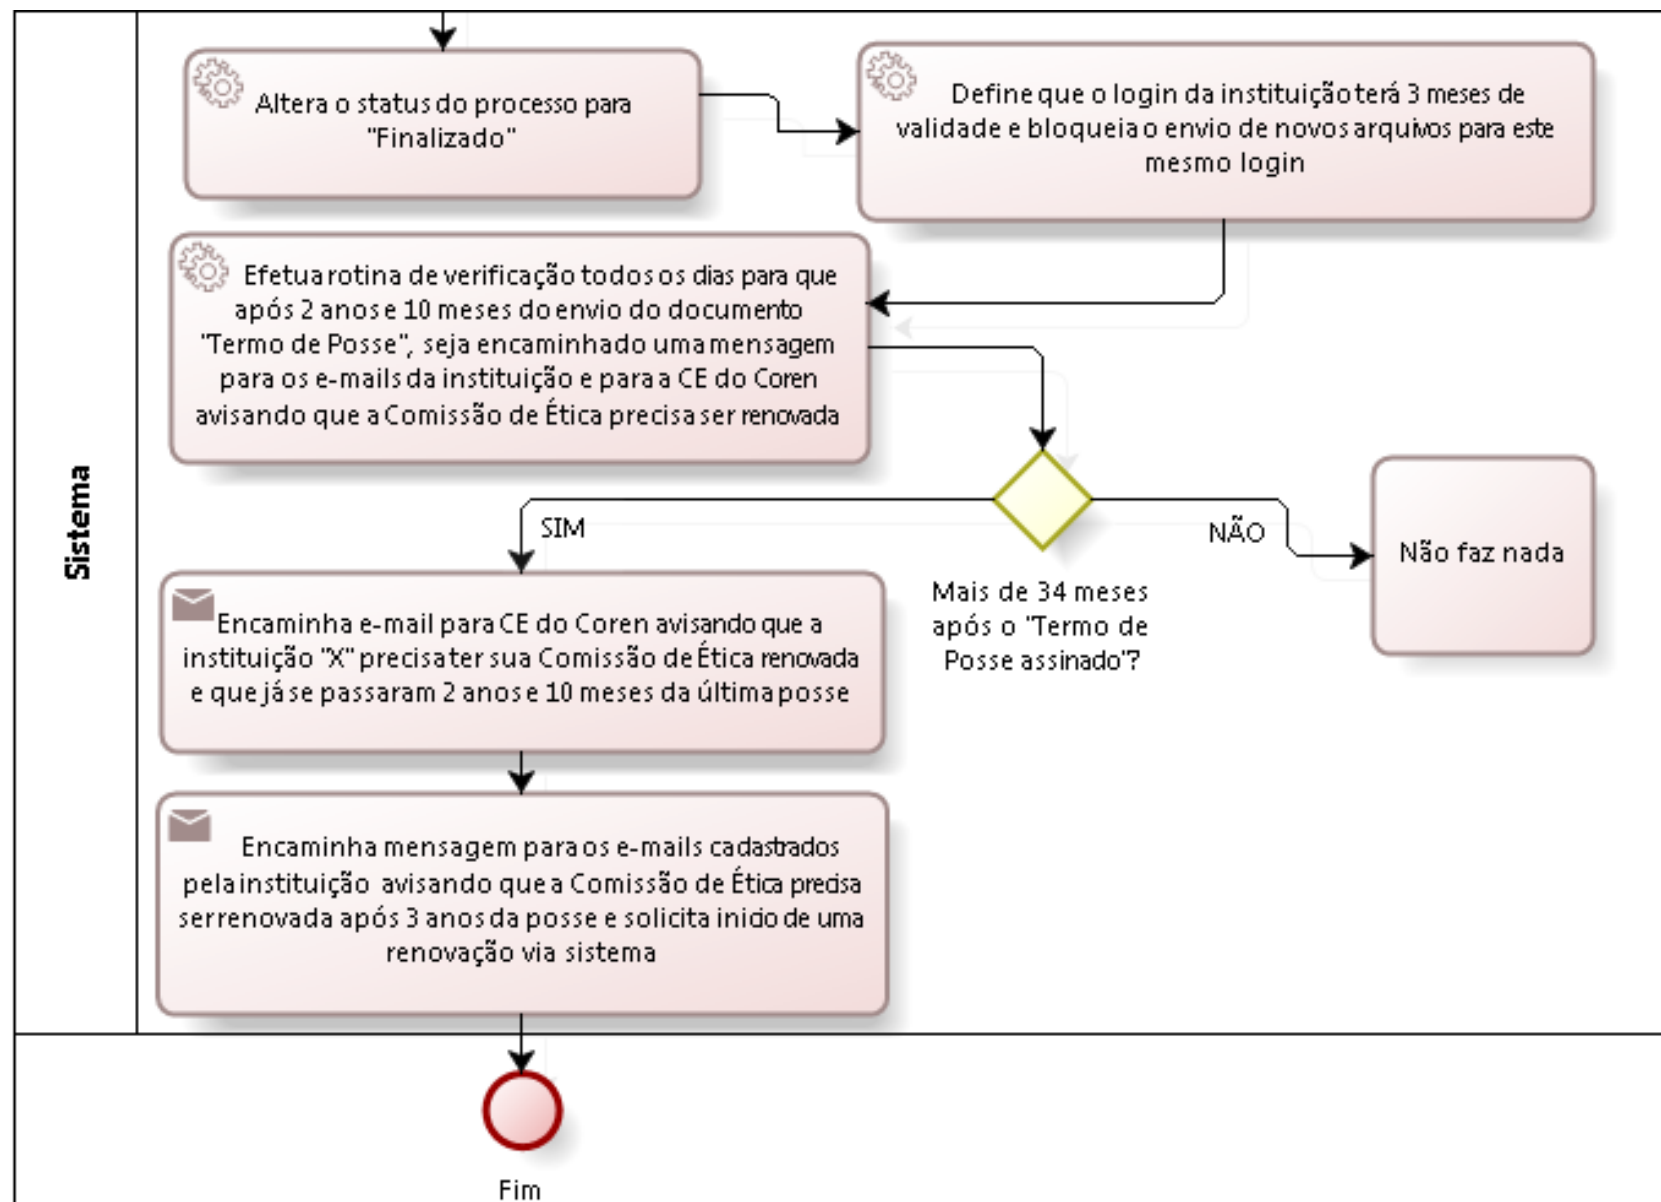 Sistema
Altera o status do processo para
"Finalizado"
Define que o login da instituição terá 3 meses de
validade e bloqueia o envio de novos arquivos para este
mesmo login
Efetua rotina de verificação todos os dias para que
após 2 anos e 10 meses do envio do documento
"Termo de Posse", seja encaminhado uma mensagem
para os e-mails da instituição e para a CE do Coren
avisando que a Comissão de Ética precisa ser renovada
SIM
NÃO
Mais de 34 meses
após o "Termo de
Posse assinado"?
Não faz nada
Encaminha e-mail para CE do Coren avisando que a
instituição "X" precisa ter sua Comissão de Ética renovada
e que já se passaram 2 anos e 10 meses da última posse
Encaminha mensagem para os e-mails cadastrados
pela instituição avisando que a Comissão de Ética precisa
ser renovada após 3 anos da posse e solicita inicio de uma
renovação via sistema
Fim